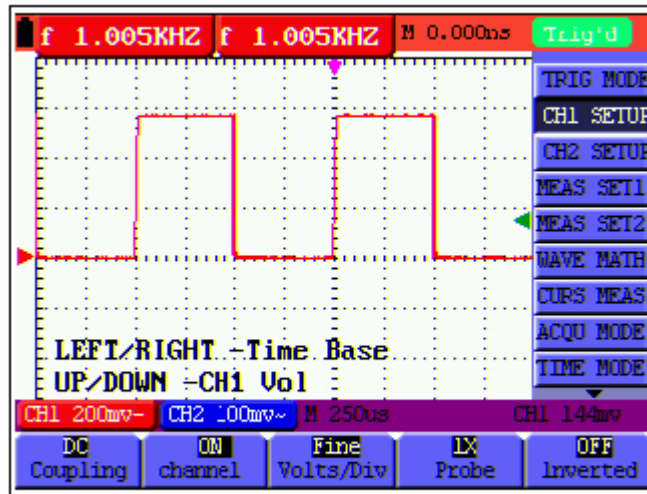 f 1.005KHZ f 1.005KHZ M 0.000ns Trig'd
TRIG MODE
CH1 SETUP
CH2 SETUP
MEAS SET1
MEAS SET2
WAVE MATH
CURS MEAS
ACQU MODE
TIME MODE
LEFT/RIGHT -Time Base
UP/DOWN -CH1 Vol
CH1 200mv- CH2 100mv~ M 250us CH1 144mv
DC ON Fine 1X OFF
Coupling channel Volts/Div Probe Inverted